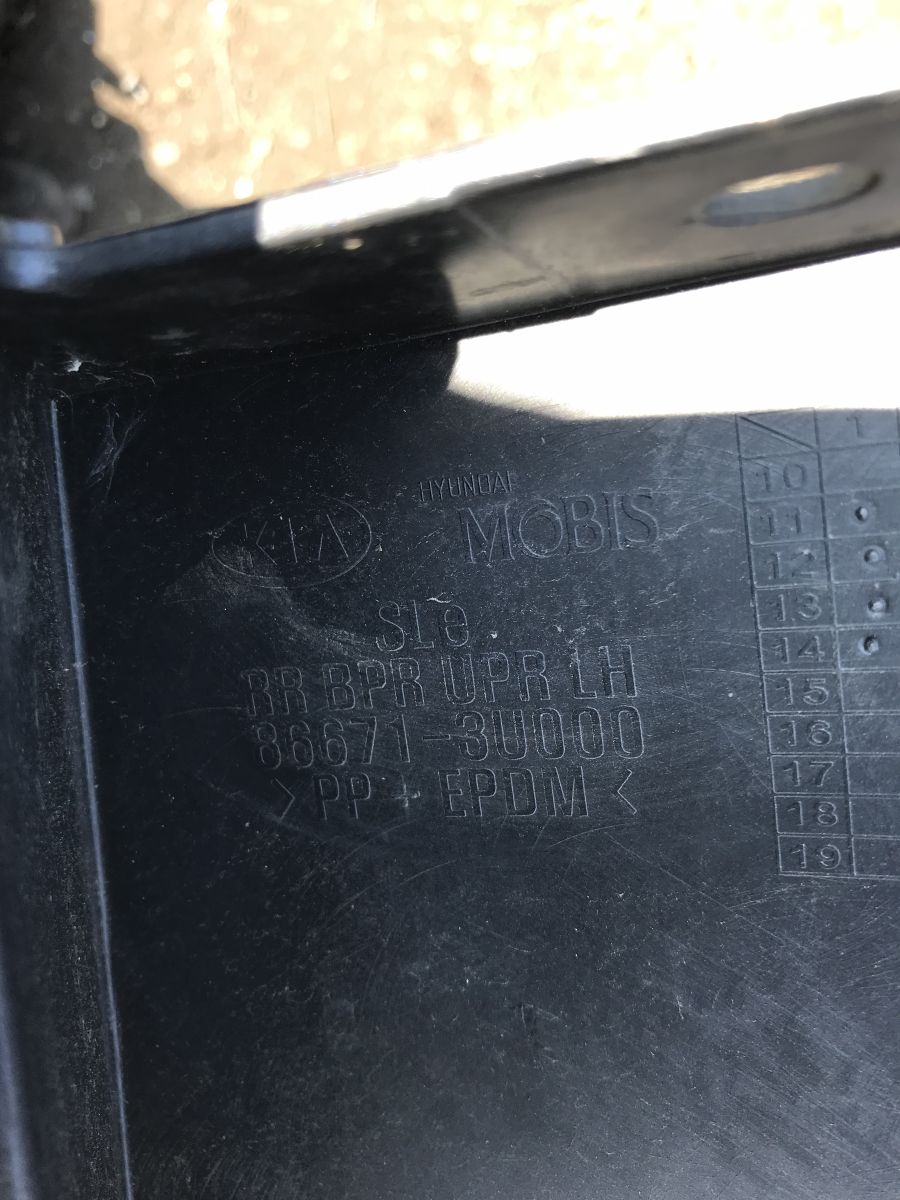 KIA
HYUNDAI
MOBIS
SLe
RR BPR UPR LH
86671-3U000
>PP + EPDM<
1
10
11
12
13
14
15
16
17
18
19